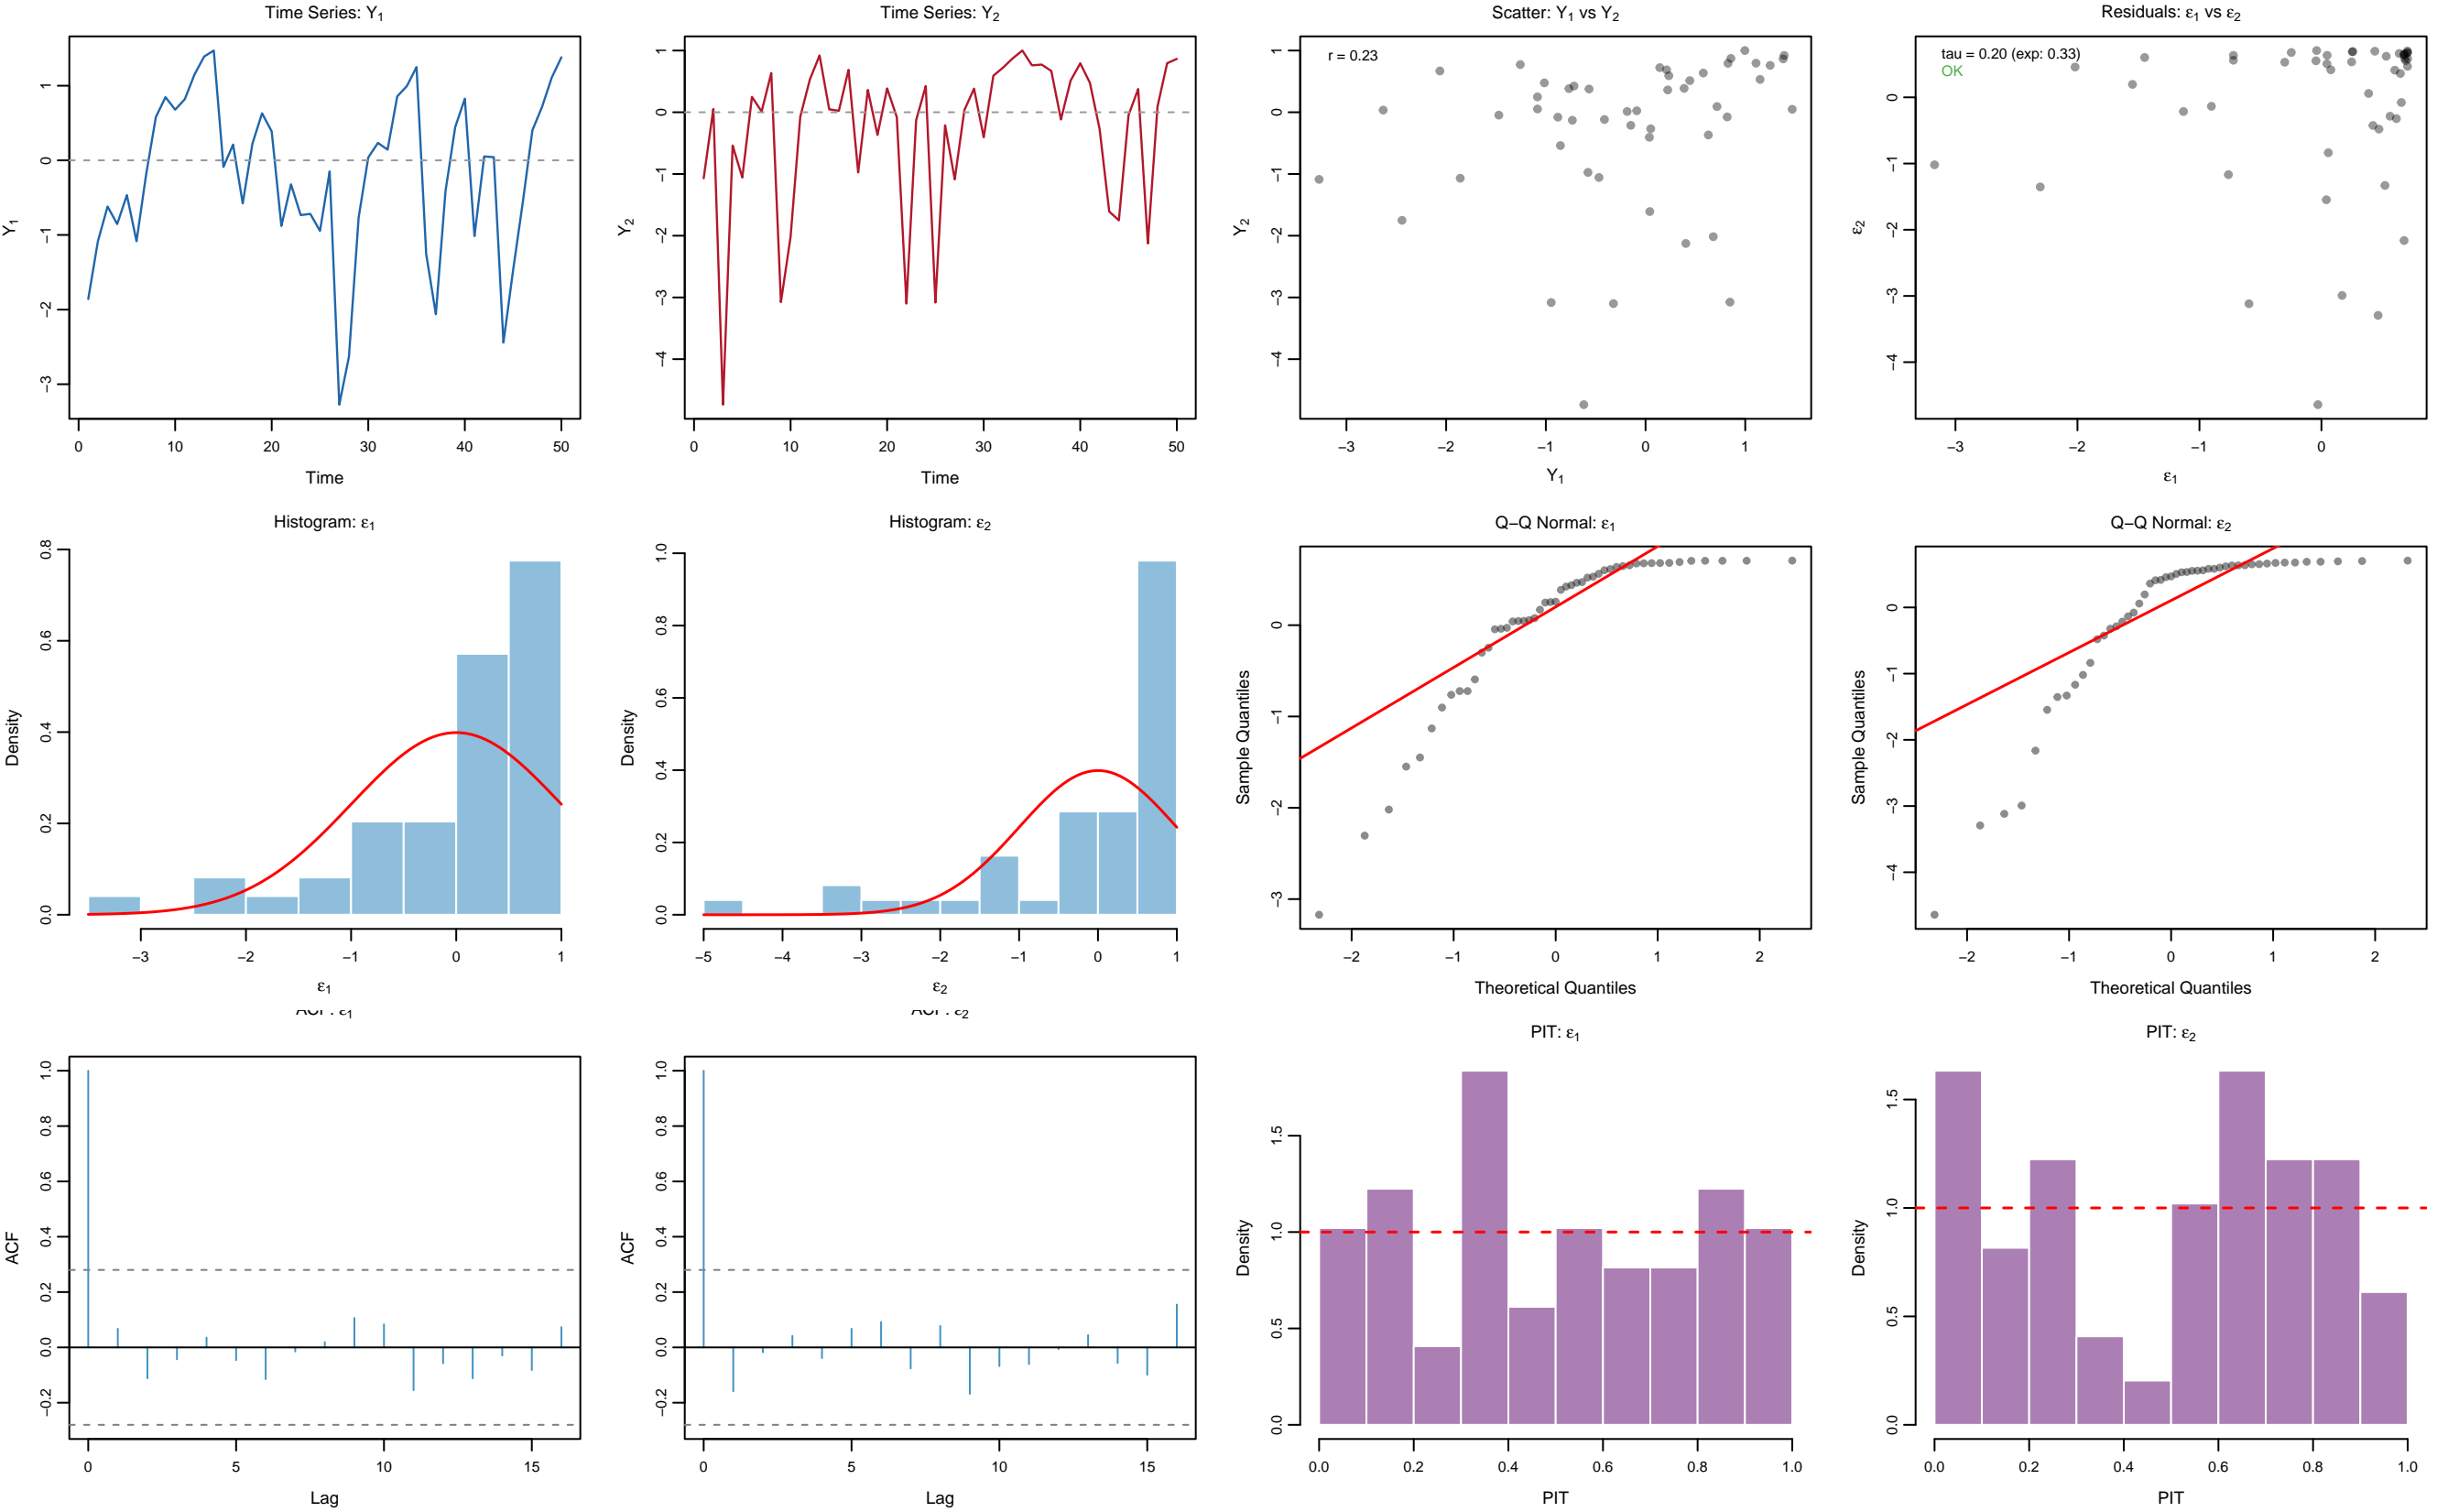 Time Series: Y1
1
0
−1
−2
−3
Y1
0 10 20 30 40 50
Time
Time Series: Y2
1
0
−1
−2
−3
−4
Y2
0 10 20 30 40 50
Time
Scatter: Y1 vs Y2
r = 0.23
1
0
−1
−2
−3
−4
Y2
−3 −2 −1 0 1
Y1
Residuals: ε1 vs ε2
tau = 0.20 (exp: 0.33)
OK
0
−1
−2
−3
−4
ε2
−3 −2 −1 0
ε1
Histogram: ε1
0.8
0.6
0.4
0.2
0.0
Density
−3 −2 −1 0 1
ε1
Histogram: ε2
1.0
0.8
0.6
0.4
0.2
0.0
Density
−5 −4 −3 −2 −1 0 1
ε2
Q−Q Normal: ε1
0
−1
−2
−3
Sample Quantiles
−2 −1 0 1 2
Theoretical Quantiles
Q−Q Normal: ε2
0
−1
−2
−3
−4
Sample Quantiles
−2 −1 0 1 2
Theoretical Quantiles
ACF: ε1
1.0
0.8
0.6
0.4
0.2
0.0
−0.2
ACF
0 5 10 15
Lag
ACF: ε2
1.0
0.8
0.6
0.4
0.2
0.0
−0.2
ACF
0 5 10 15
Lag
PIT: ε1
1.5
1.0
0.5
0.0
Density
0.0 0.2 0.4 0.6 0.8 1.0
PIT
PIT: ε2
1.5
1.0
0.5
0.0
Density
0.0 0.2 0.4 0.6 0.8 1.0
PIT